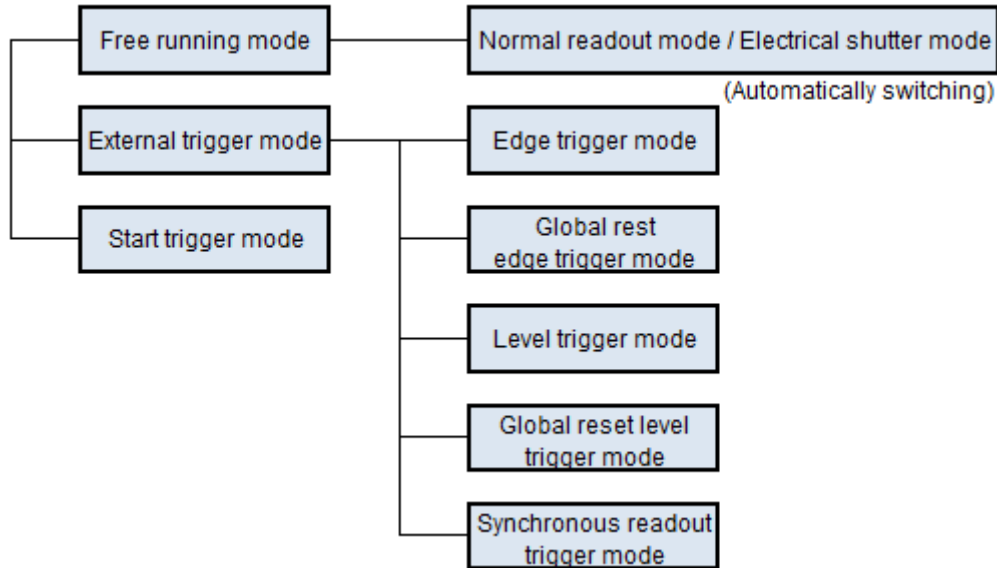 Free running mode
Normal readout mode / Electrical shutter mode
(Automatically switching)
External trigger mode
Edge trigger mode
Start trigger mode
Global rest
edge trigger mode
Level trigger mode
Global reset level
trigger mode
Synchronous readout
trigger mode